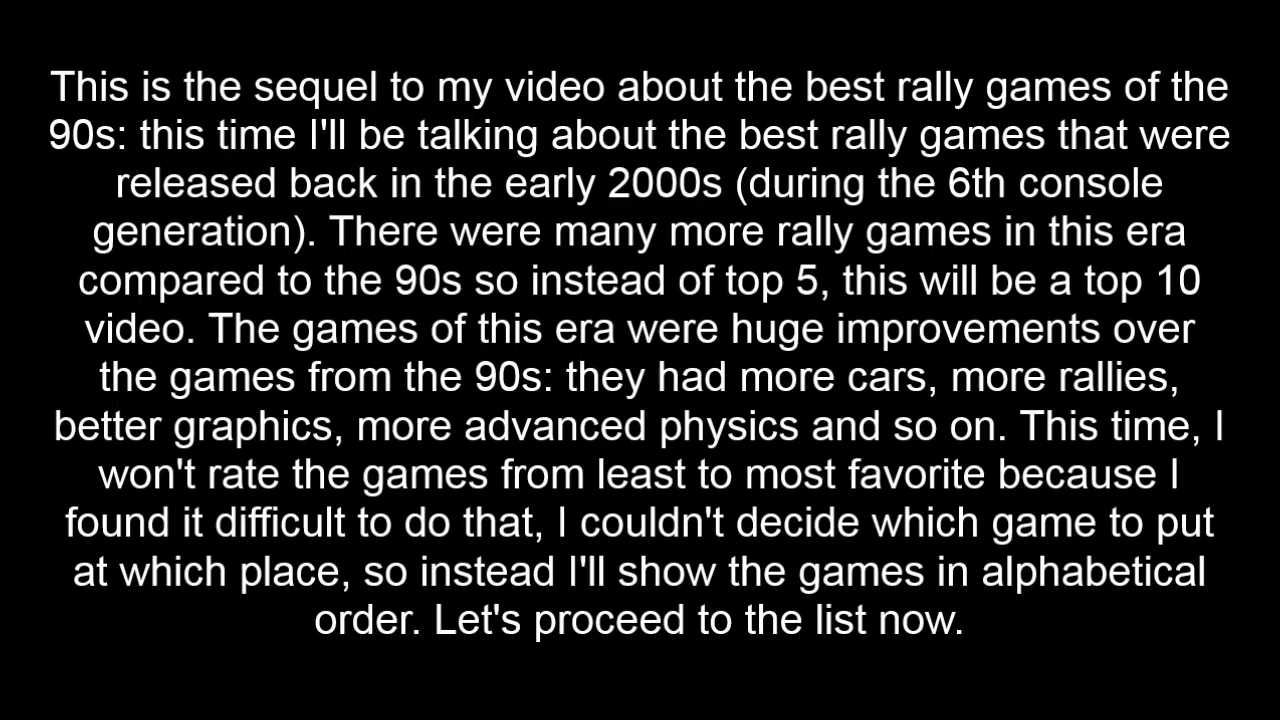 This is the sequel to my video about the best rally games of the
90s: this time I'll be talking about the best rally games that were
released back in the early 2000s (during the 6th console
generation). There were many more rally games in this era
compared to the 90s so instead of top 5, this will be a top 10
video. The games of this era were huge improvements over
the games from the 90s: they had more cars, more rallies,
better graphics, more advanced physics and so on. This time, I
won't rate the games from least to most favorite because I
found it difficult to do that, I couldn't decide which game to put
at which place, so instead I'll show the games in alphabetical
order. Let's proceed to the list now.